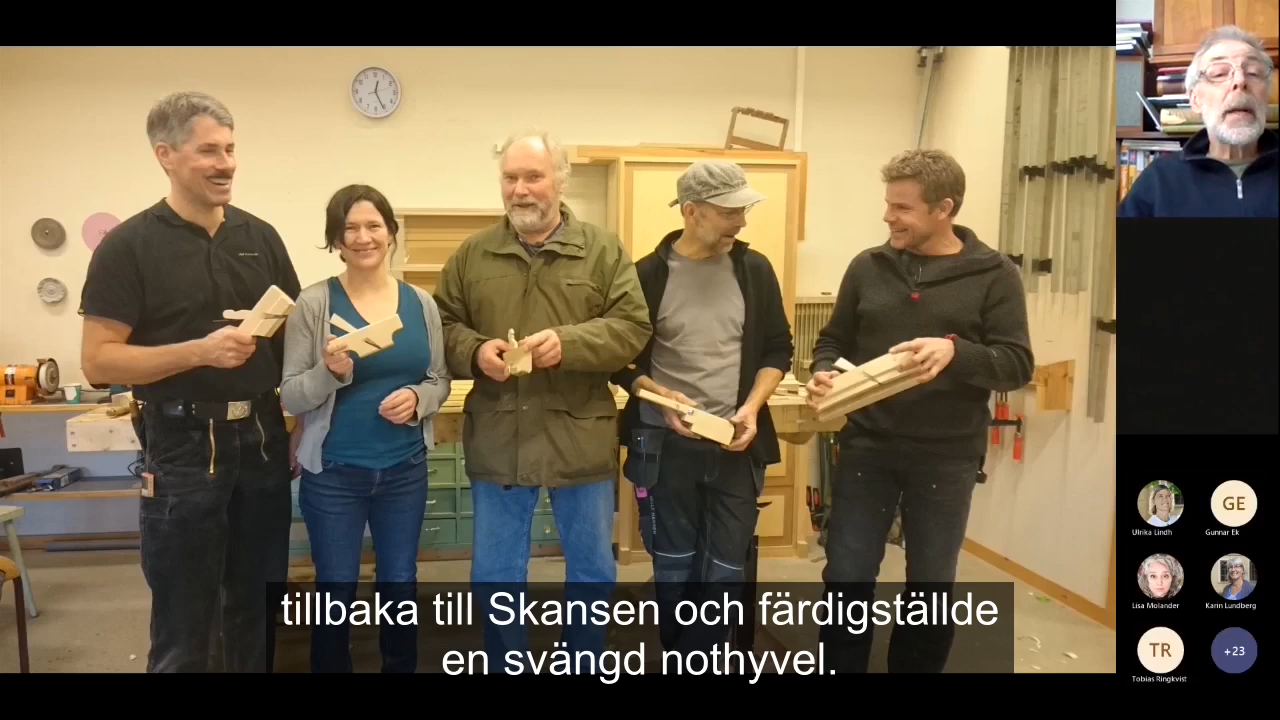 tillbaka till Skansen och färdigställde
en svängd nothyvel.
GE
Ulrika Lindh
Gunnar Ek
Lisa Molander
Karin Lundberg
TR
+23
Tobias Ringkvist